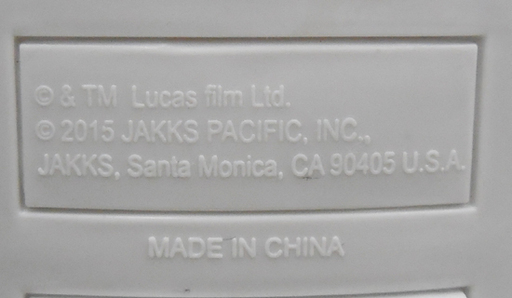 © & TM Lucas film Ltd.
© 2015 JAKKS PACIFIC, INC.,
JAKKS, Santa Monica, CA 90405 U.S.A.
MADE IN CHINA